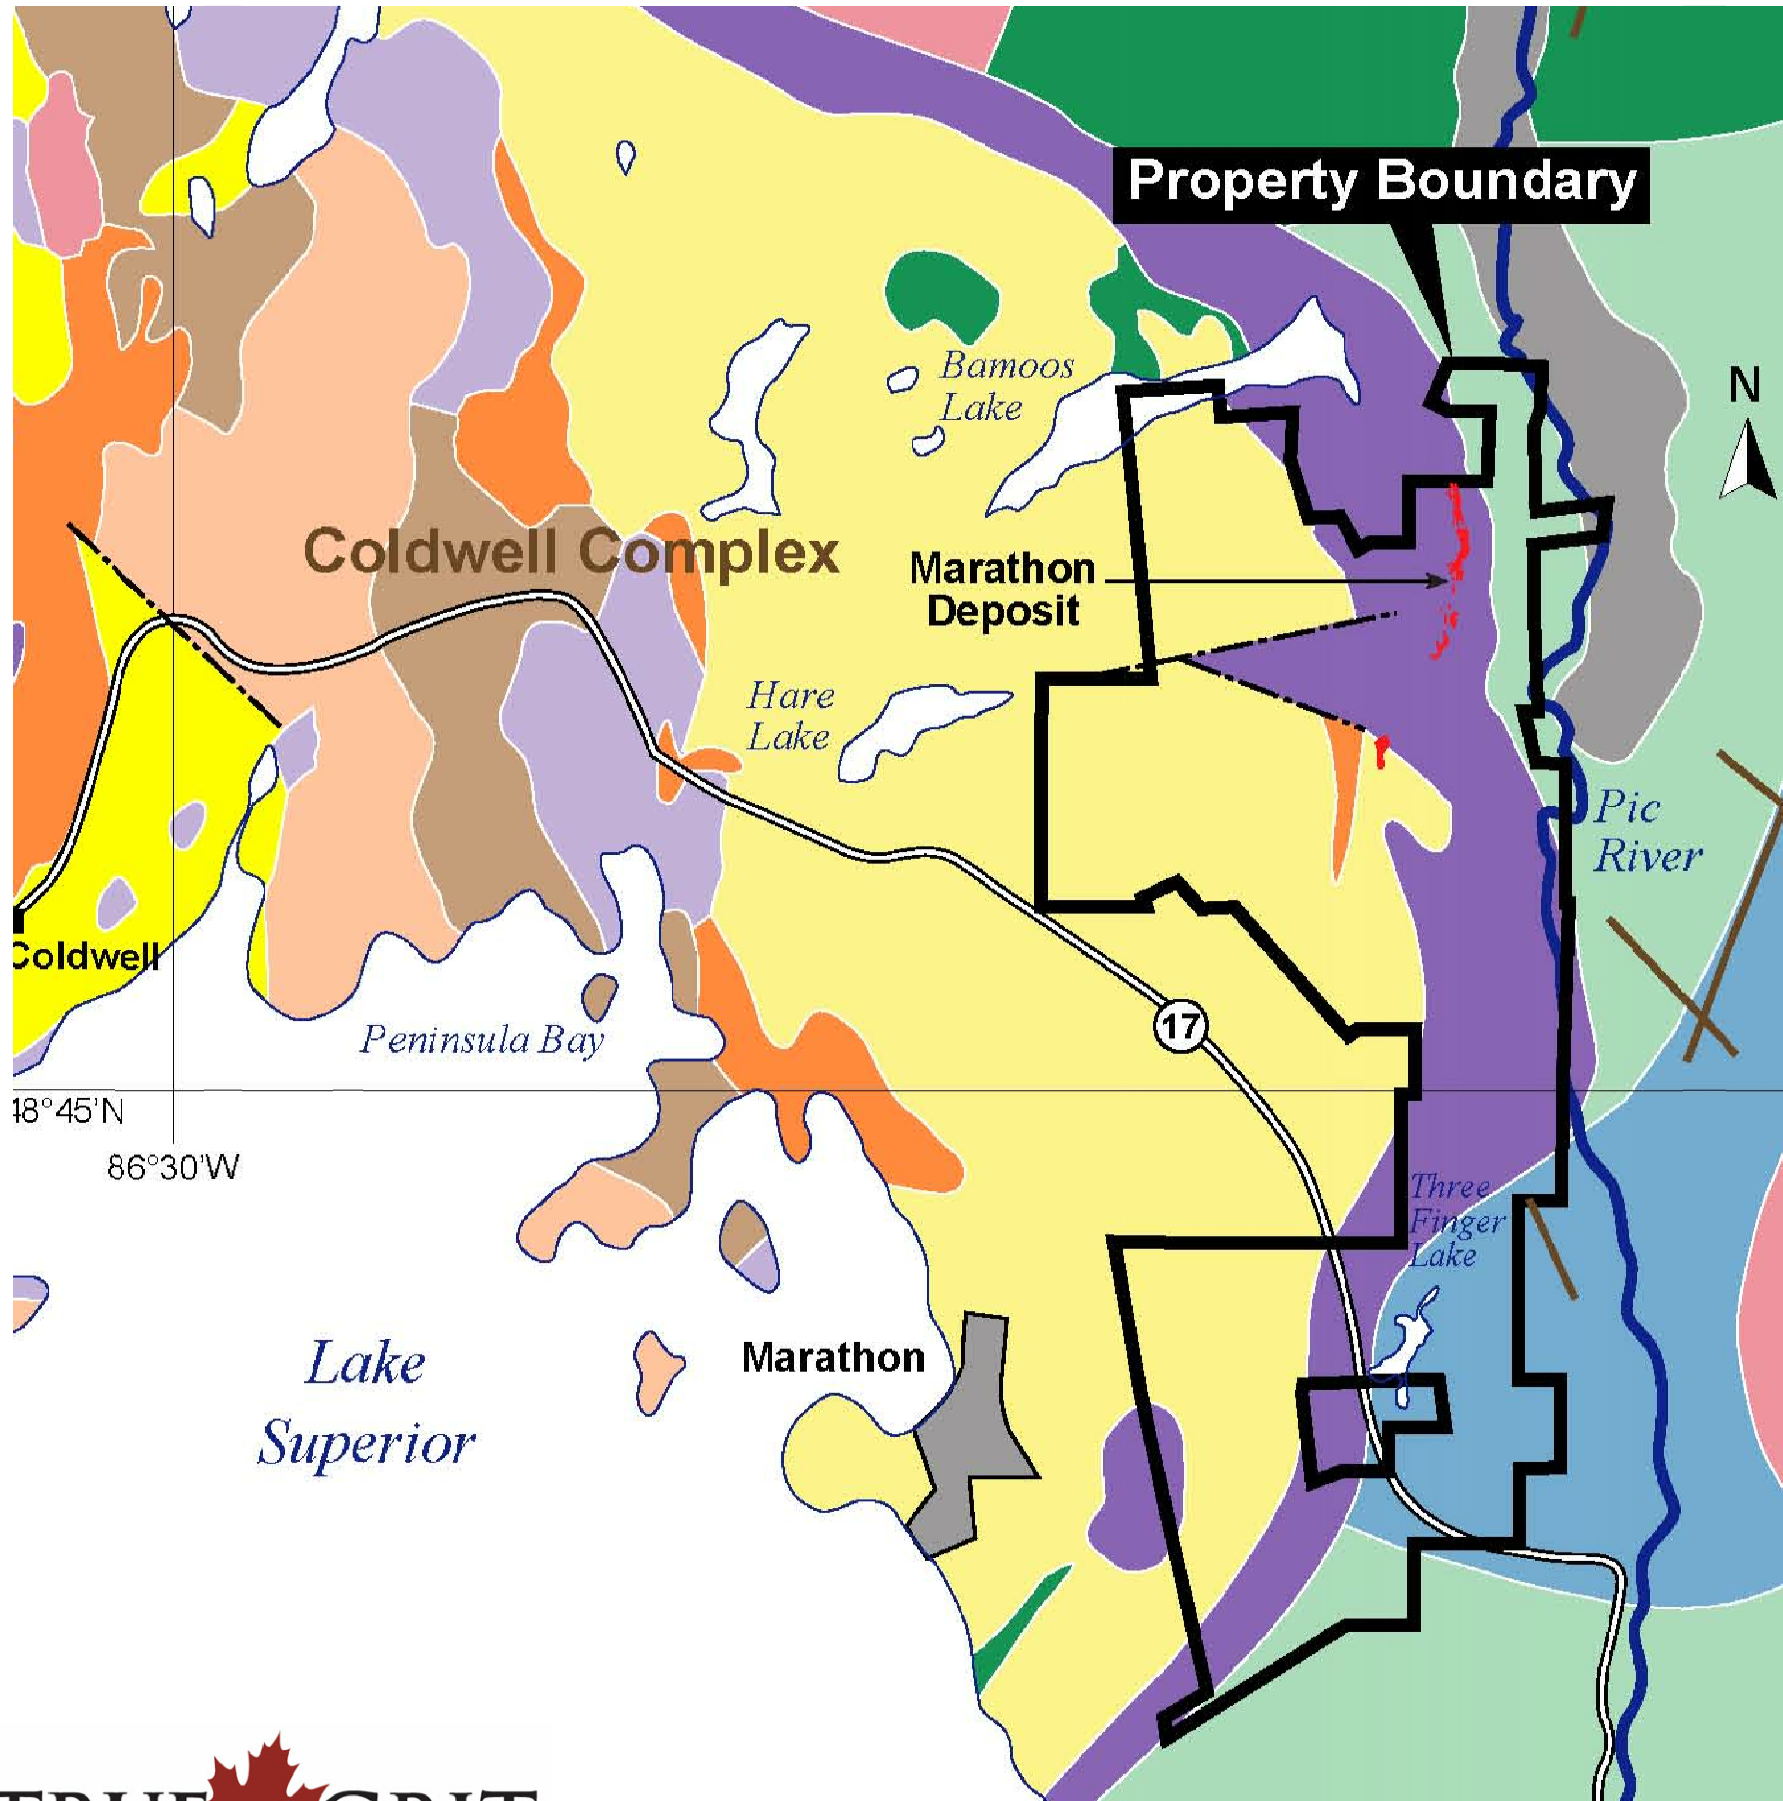 Property Boundary
N
Bamoos
Lake
Coldwell Complex
Marathon
Deposit
Hare
Lake
Pic
River
Coldwell
17
Peninsula Bay
48°45'N
86°30'W
Three
Finger
Lake
Lake
Superior
Marathon